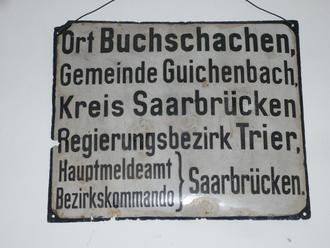 Ort Buchschachen,
Gemeinde Guichenbach,
Kreis Saarbrücken
Regierungsbezirk Trier,
Hauptmeldeamt
Bezirkskommando } Saarbrücken.